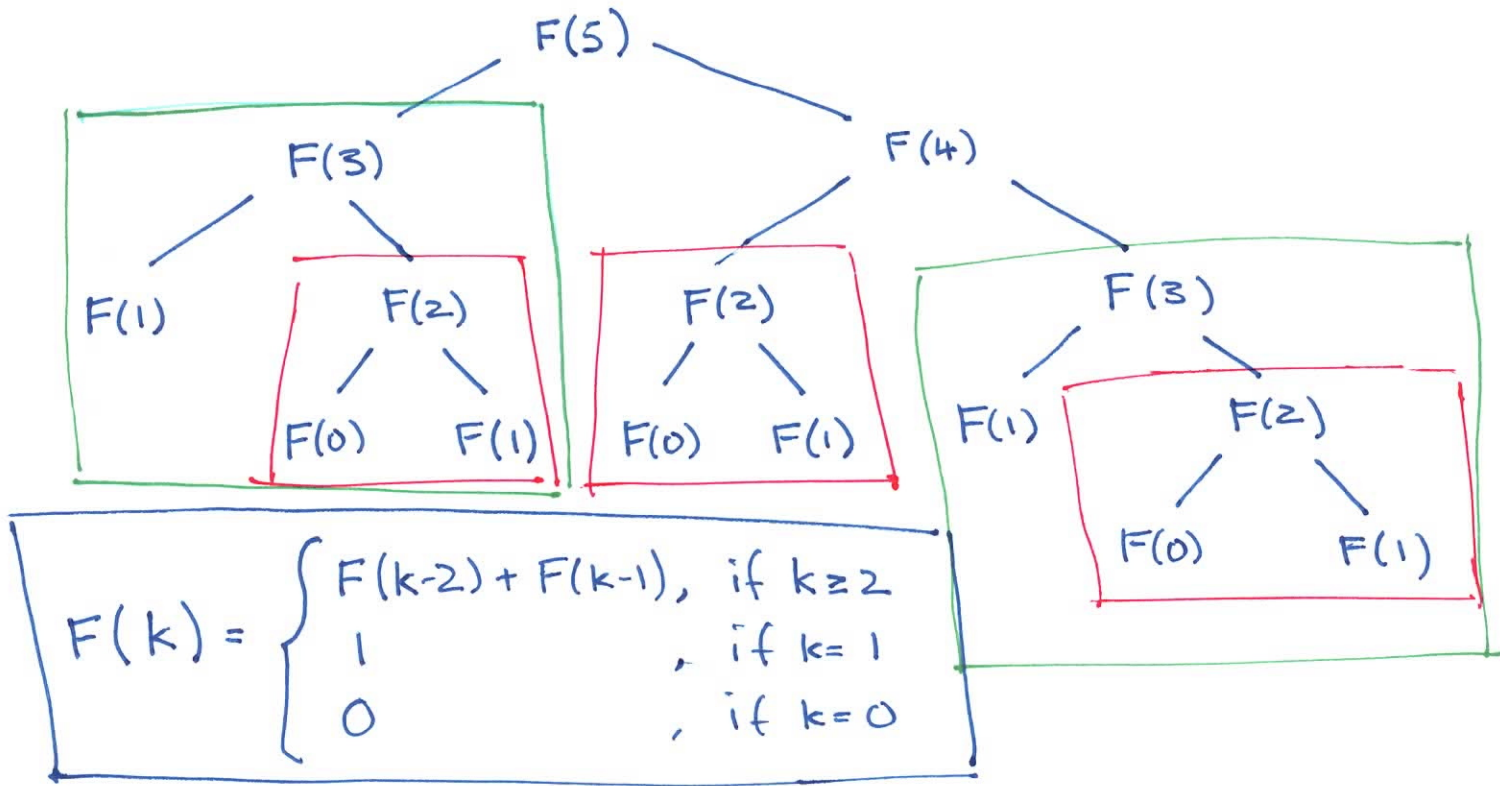 F(5)
F(3) F(4)
F(1) F(2) F(2) F(3)
F(0) F(1) F(0) F(1) F(1) F(2)
F(0) F(1)
F(k) = { F(k-2) + F(k-1), if k≥2
1 , if k=1
0 , if k=0